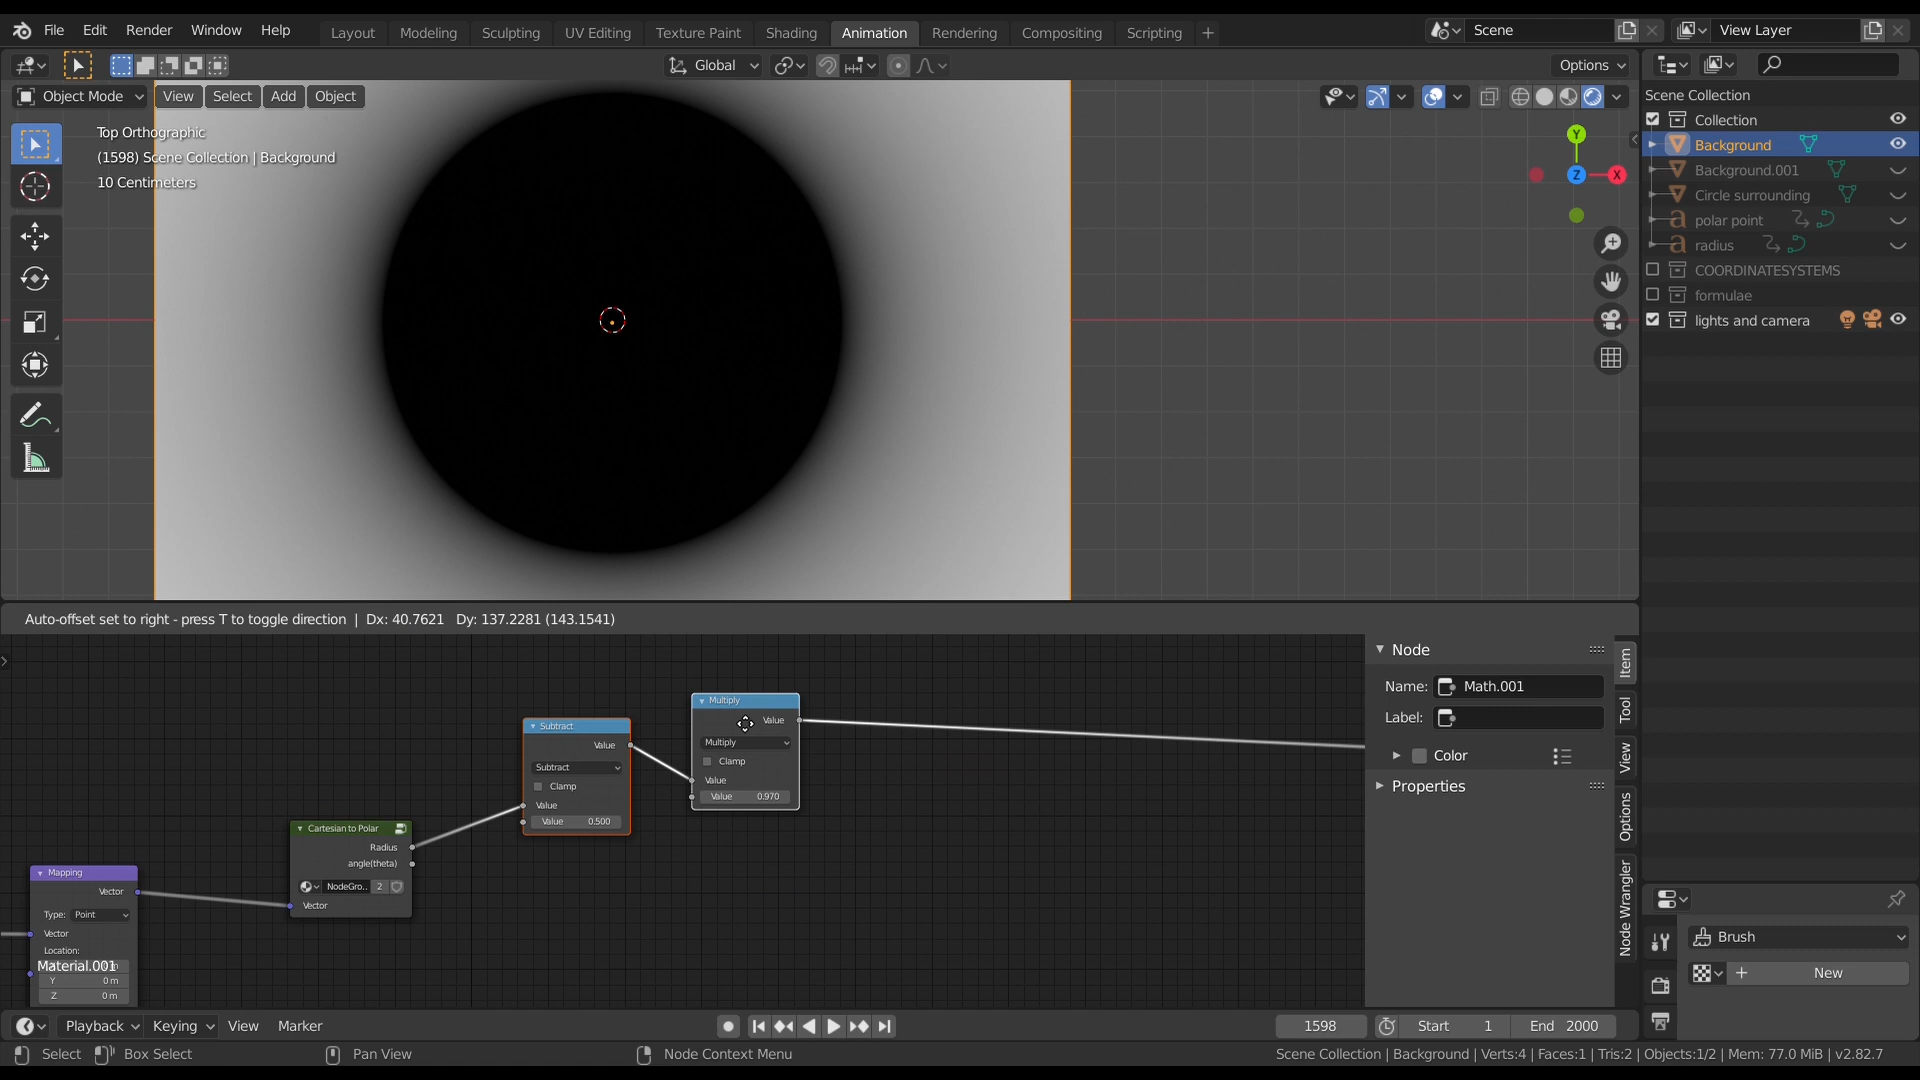 File Edit Render Window Help Layout Modeling Sculpting UV Editing Texture Paint Shading Animation Rendering Compositing Scripting + Scene View Layer
Global Options
Object Mode View Select Add Object
Top Orthographic
(1598) Scene Collection | Background
10 Centimeters
Y
Z X
Scene Collection
Collection
Background
Background.001
Circle surrounding
polar point
radius
COORDINATESYSTEMS
formulae
lights and camera
Auto-offset set to right - press T to toggle direction | Dx: 40.7621 Dy: 137.2281 (143.1541)
Mapping
Vector
Type: Point
Vector
Location:
Material.001
Y 0 m
Z 0 m
Cartesian to Polar
Radius
angle(theta)
NodeGro.. 2
Vector
Subtract
Value
Subtract
Clamp
Value
Value 0.500
Multiply
Value
Multiply
Clamp
Value
Value 0.970
Node
Name: Math.001
Label:
Color
Properties
Item
Tool
View
Options
Node Wrangler
Brush
+ New
Playback Keying View Marker 1598 Start 1 End 2000
Select Box Select Pan View Node Context Menu Scene Collection | Background | Verts:4 | Faces:1 | Tris:2 | Objects:1/2 | Mem: 77.0 MiB | v2.82.7